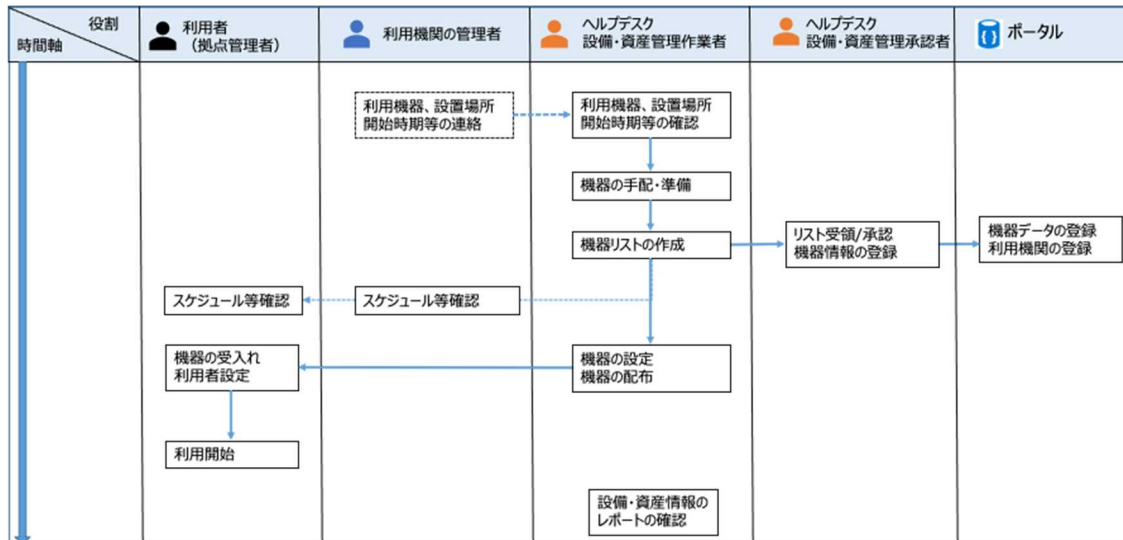 役割
時間軸
利用者
（拠点管理者）
利用機関の管理者
ヘルプデスク
設備・資産管理作業者
ヘルプデスク
設備・資産管理承認者
ポータル
利用機器、設置場所
開始時期等の連絡
利用機器、設置場所
開始時期等の確認
機器の手配・準備
機器リストの作成
リスト受領/承認
機器情報の登録
機器データの登録
利用機関の登録
スケジュール等確認
スケジュール等確認
機器の受入れ
利用者設定
機器の設定
機器の配布
利用開始
設備・資産情報の
レポートの確認